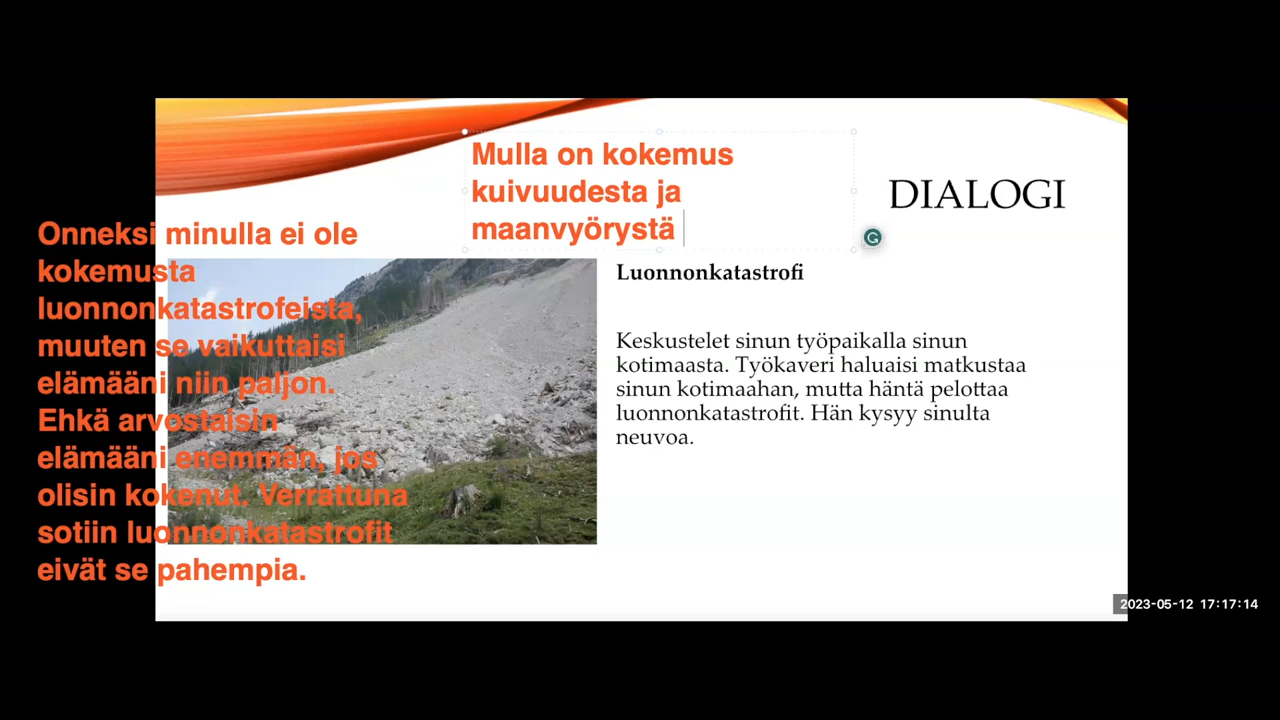 Mulla on kokemus
kuivuudesta ja
maanvyörystä
DIALOGI
Onneksi minulla ei ole
kokemusta
luonnonkatastrofeista,
muuten se vaikuttaisi
elämääni niin paljon.
Ehkä arvostaisin
elämääni enemmän, jos
olisin kokenut. Verrattuna
sotiin luonnonkatastrofit
eivät se pahempia.
Luonnonkatastrofi
Keskustelet sinun työpaikalla sinun
kotimaasta. Työkaveri haluaisi matkustaa
sinun kotimaahan, mutta häntä pelottaa
luonnonkatastrofit. Hän kysyy sinulta
neuvoa.
2023-05-12 17:17:14